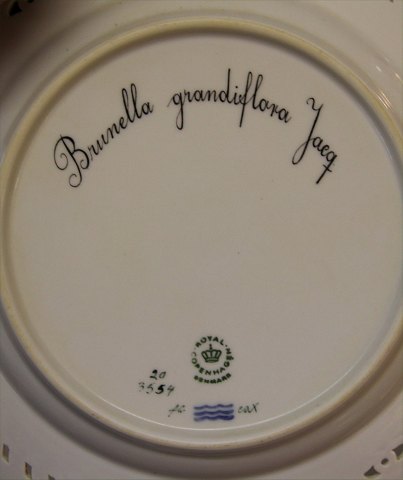 Brunella grandiflora Jacq
ROYAL COPENHAGEN
DENMARK
20
3554